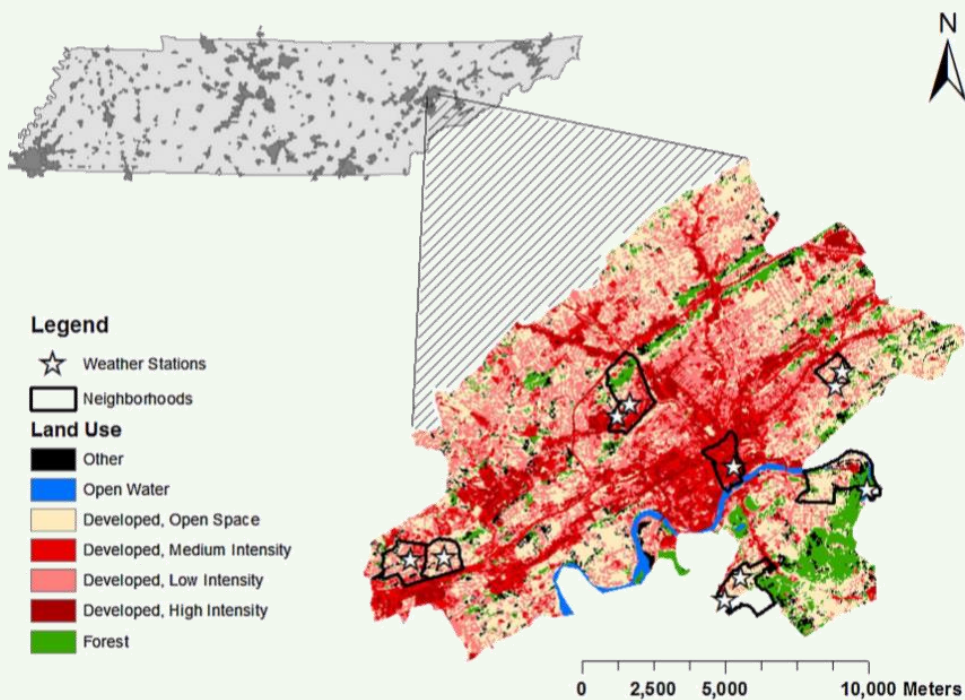 N
Legend
Weather Stations
Neighborhoods
Land Use
Other
Open Water
Developed, Open Space
Developed, Medium Intensity
Developed, Low Intensity
Developed, High Intensity
Forest
0 2,500 5,000 10,000 Meters